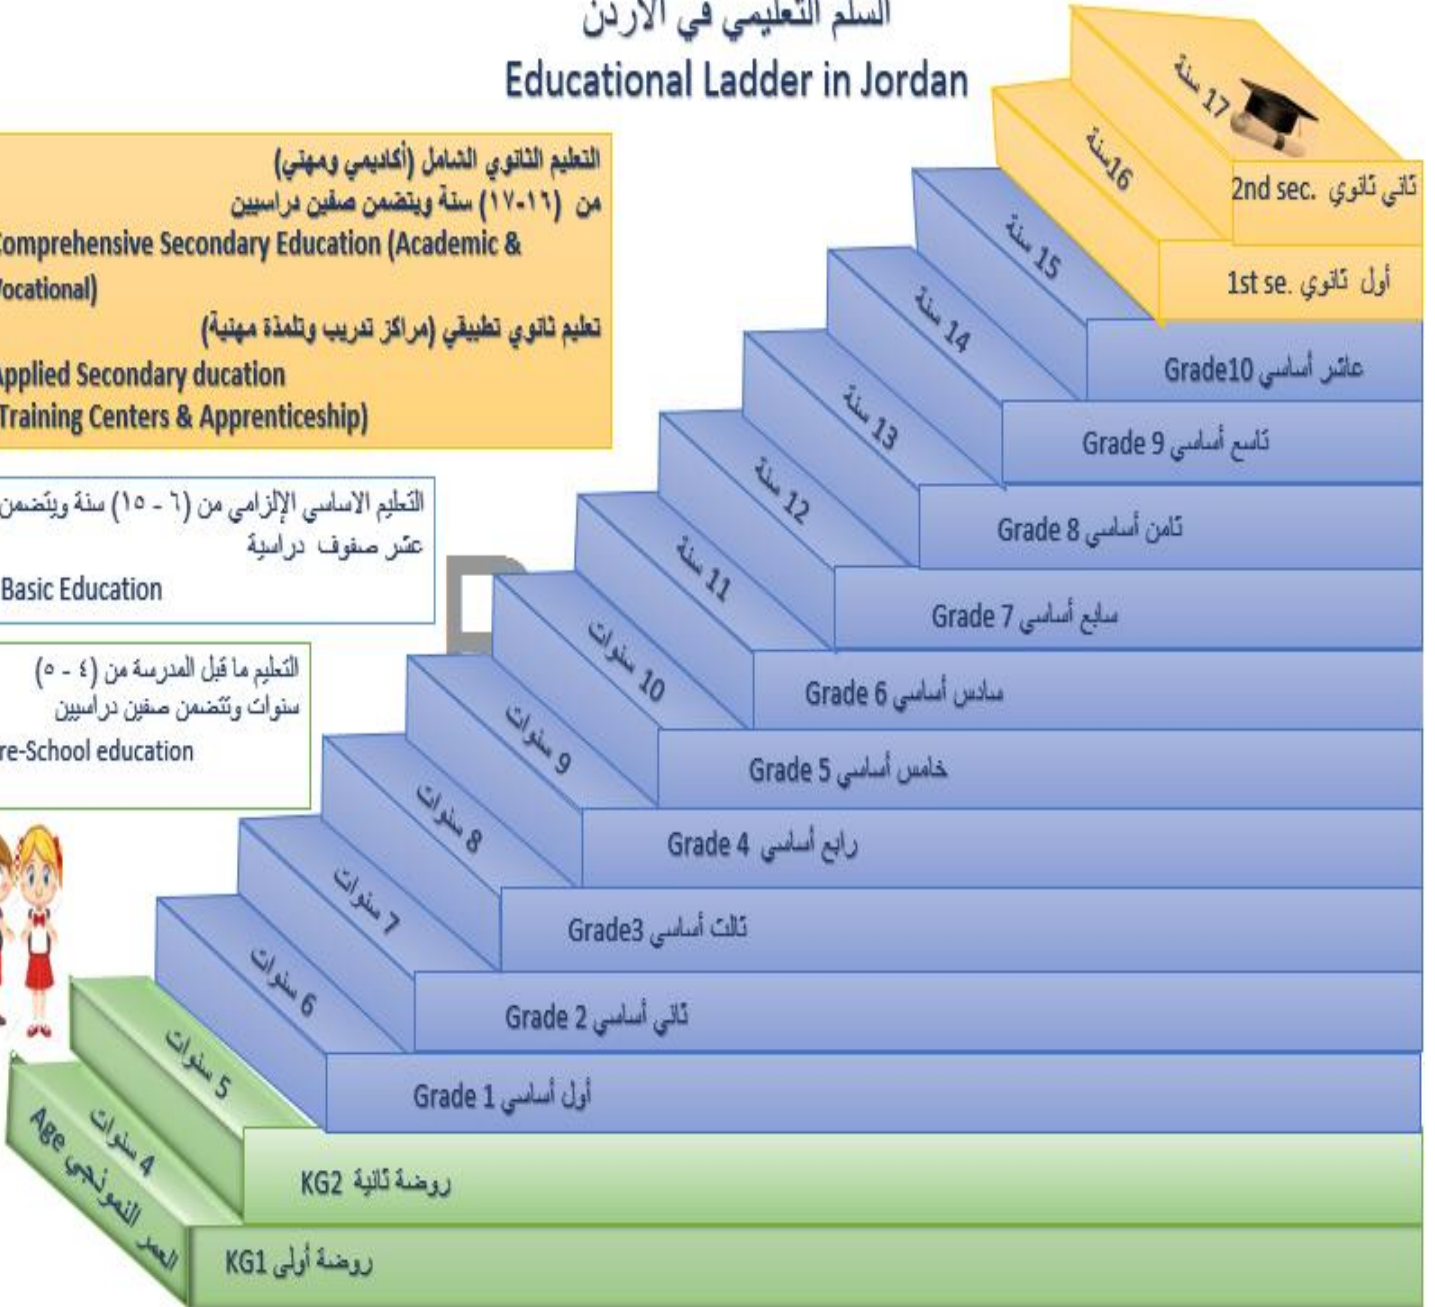 السلم التعليمي في الأردن
Educational Ladder in Jordan
التعليم الثانوي الشامل (أكاديمي ومهني)
من (١٦-١٧) سنة ويتضمن صفين دراسيين
Comprehensive Secondary Education (Academic &
Vocational)
تعليم ثانوي تطبيقي (مراكز تدريب وتلمذة مهنية)
Applied Secondary ducation
Training Centers & Apprenticeship)
التعليم الاساسي الإلزامي من (٦ - ١٥) سنة ويتضمن
عشر صفوف دراسية
Basic Education
التعليم ما قبل المدرسة من (٤ - ٥)
سنوات وتتضمن صفين دراسيين
re-School education
17 سنة
ثاني ثانوي 2nd sec.
16سنة
أول ثانوي 1st se.
15 سنة
عاشر أساسي Grade10
14 سنة
تاسع أساسي Grade 9
13 سنة
ثامن أساسي Grade 8
12 سنة
سابع أساسي Grade 7
11 سنة
سادس أساسي Grade 6
10 سنوات
خامس أساسي Grade 5
9 سنوات
رابع أساسي Grade 4
8 سنوات
ثالث أساسي Grade3
7 سنوات
ثاني أساسي Grade 2
6 سنوات
أول أساسي Grade 1
5 سنوات
روضة ثانية KG2
4 سنوات
روضة أولى KG1
العمر النموذجي Age